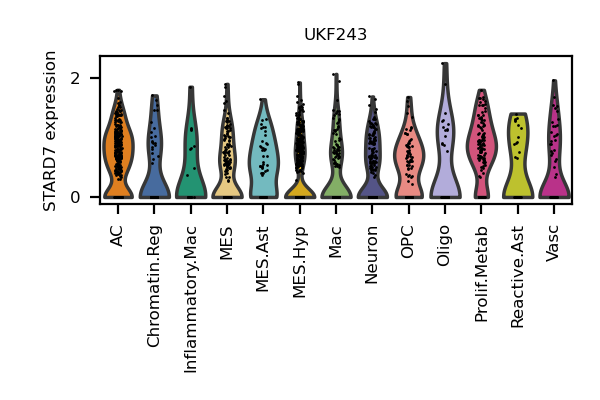 UKF243
STARD7 expression
2
0
AC
Chromatin.Reg
Inflammatory.Mac
MES
MES.Ast
MES.Hyp
Mac
Neuron
OPC
Oligo
Prolif.Metab
Reactive.Ast
Vasc